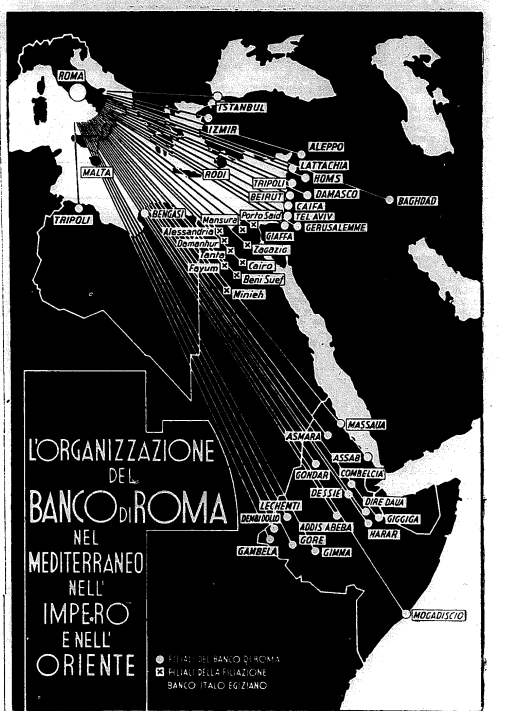 ROMA
ISTANBUL
IZMIR
ALEPPO
LATTACHIA
MALTA
RODI
TRIPOLI
HOMS
BEIRUT
DAMASCO
BAGHDAD
CAIFA
TRIPOLI
BENGASI
Mansura
Porto Said
TEL AVIV
GERUSALEMME
Alessandria
GIAFFA
Damanhur
Zagazig
Tanta
Cairo
Fayum
Beni Suef
Minieh
MASSAUA
ASMARA
ASSAB
GONDAR
COMBELCIA
DESSIE
DIRE DAUA
LECHEMTI
GIGGIGA
DEMBIDOLLO
ADDIS ABEBA
HARAR
GAMBELA
GORE
GIMMA
MOGADISCIO
L'ORGANIZZAZIONE
DEL
BANCO DI ROMA
NEL
MEDITERRANEO
NELL'
IMPERO
E NELL'
ORIENTE
FILIALI DEL BANCO DI ROMA
FILIALI DELLA FILIAZIONE
BANCO ITALO EGIZIANO